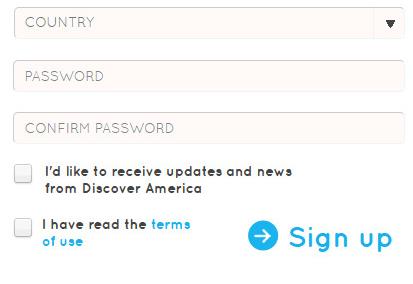 COUNTRY
PASSWORD
CONFIRM PASSWORD
I'd like to receive updates and news
from Discover America
I have read the terms
of use
Sign up